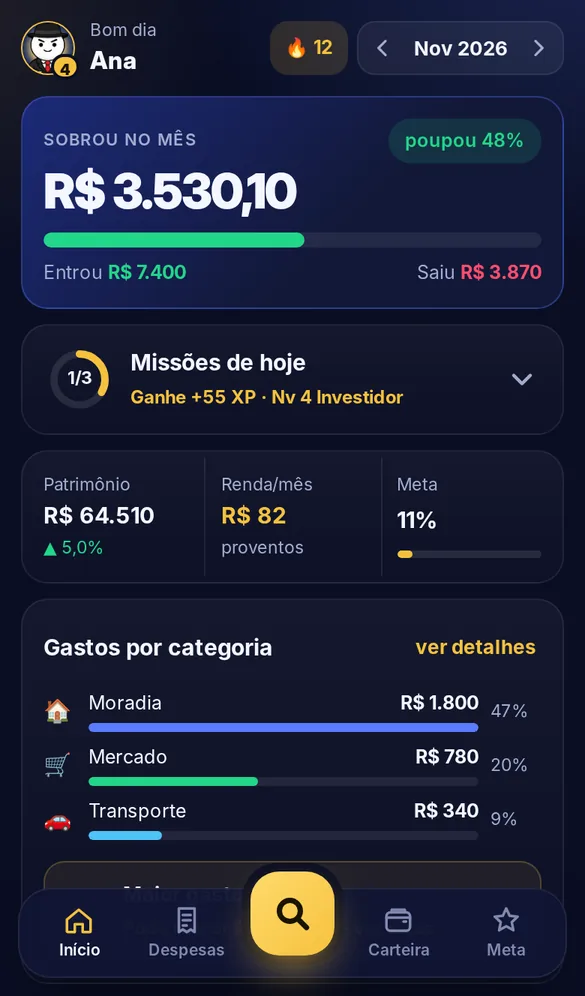 Bom dia
Ana
4
🔥 12
Nov 2026
SOBROU NO MÊS
poupou 48%
R$ 3.530,10
Entrou R$ 7.400
Saiu R$ 3.870
1/3
Missões de hoje
Ganhe +55 XP · Nv 4 Investidor
Patrimônio
R$ 64.510
▲ 5,0%
Renda/mês
R$ 82
proventos
Meta
11%
Gastos por categoria
ver detalhes
Moradia
R$ 1.800
47%
Mercado
R$ 780
20%
Transporte
R$ 340
9%
Início
Despesas
Carteira
Meta